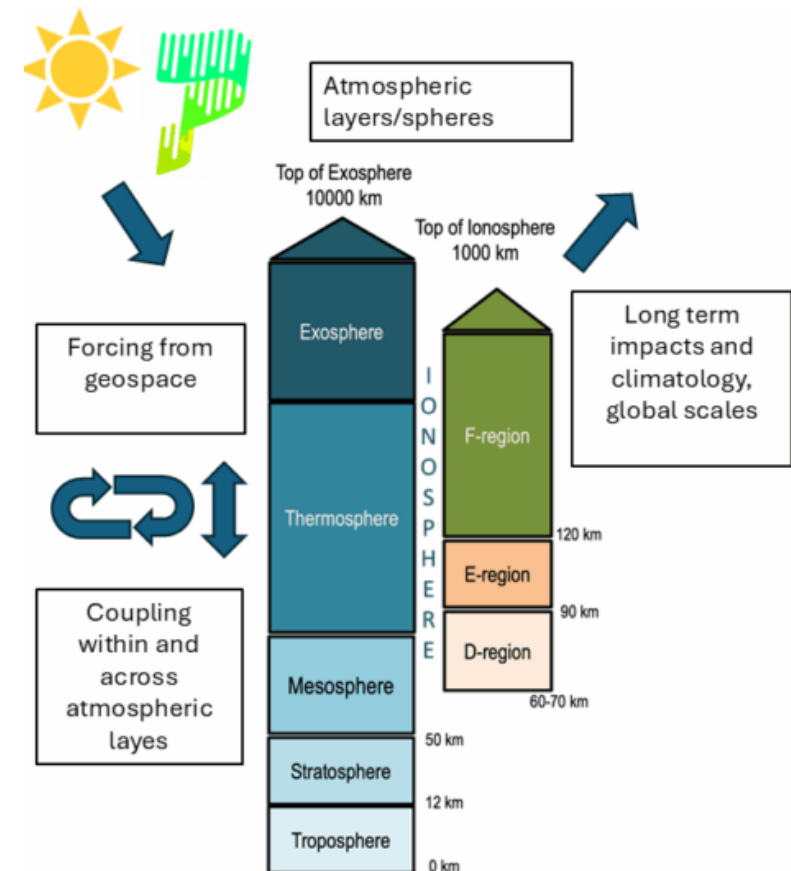 Atmospheric
layers/spheres
Top of Exosphere
10000 km
Top of Ionosphere
1000 km
Forcing from
geospace
Exosphere
Long term
impacts and
climatology,
global scales
IONOSPHERE
F-region
Thermosphere
120 km
E-region
90 km
Coupling
within and
across
atmospheric
layes
D-region
60-70 km
Mesosphere
50 km
Stratosphere
12 km
Troposphere
0 km